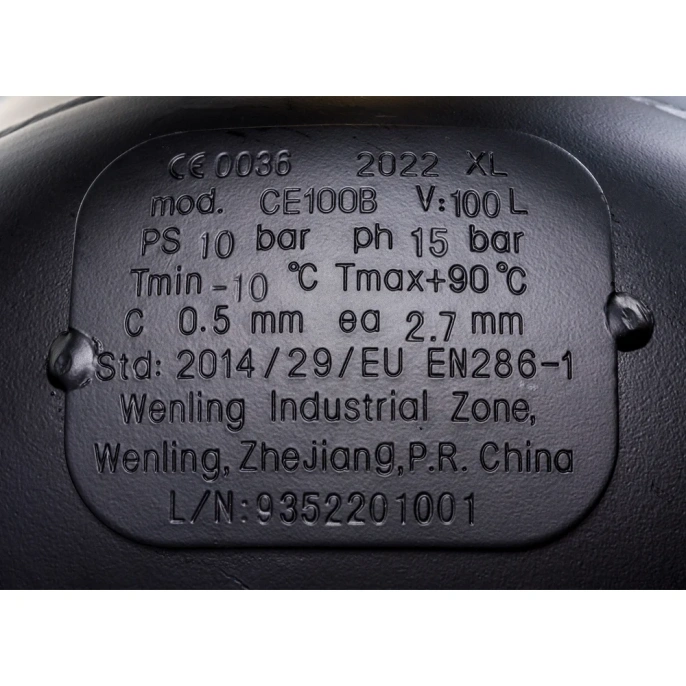 CE 0036 2022 XL
mod. CE100B V:100 L
PS 10 bar ph 15 bar
Tmin -10 °C Tmax+90°C
C 0.5 mm ea 2.7 mm
Std: 2014/29/EU EN286-1
Wenling Industrial Zone,
Wenling, ZheJiang,P.R. China
L/N:9352201001